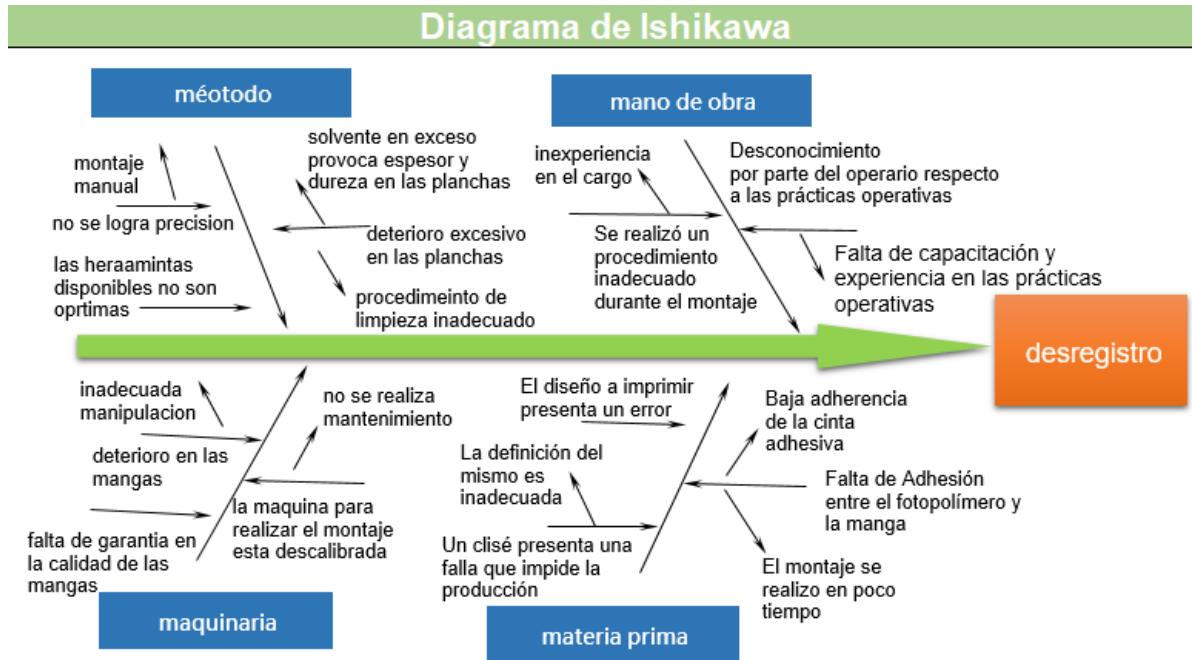 Diagrama de Ishikawa
méotodo
mano de obra
montaje
manual
no se logra precision
las heraamintas
disponibles no son
oprtimas
solvente en exceso
provoca espesor y
dureza en las planchas
deterioro excesivo
en las planchas
procedimeinto de
limpieza inadecuado
inexperiencia
en el cargo
Se realizó un
procedimiento
inadecuado
durante el montaje
Desconocimiento
por parte del operario respecto
a las prácticas operativas
Falta de capacitación y
experiencia en las prácticas
operativas
desregistro
inadecuada
manipulacion
deterioro en las
mangas
falta de garantia en
la calidad de las
mangas
no se realiza
mantenimiento
la maquina para
realizar el montaje
esta descalibrada
El diseño a imprimir
presenta un error
La definición del
mismo es
inadecuada
Un clisé presenta una
falla que impide la
producción
Baja adherencia
de la cinta
adhesiva
Falta de Adhesión
entre el fotopolímero y
la manga
El montaje se
realizo en poco
tiempo
maquinaria
materia prima